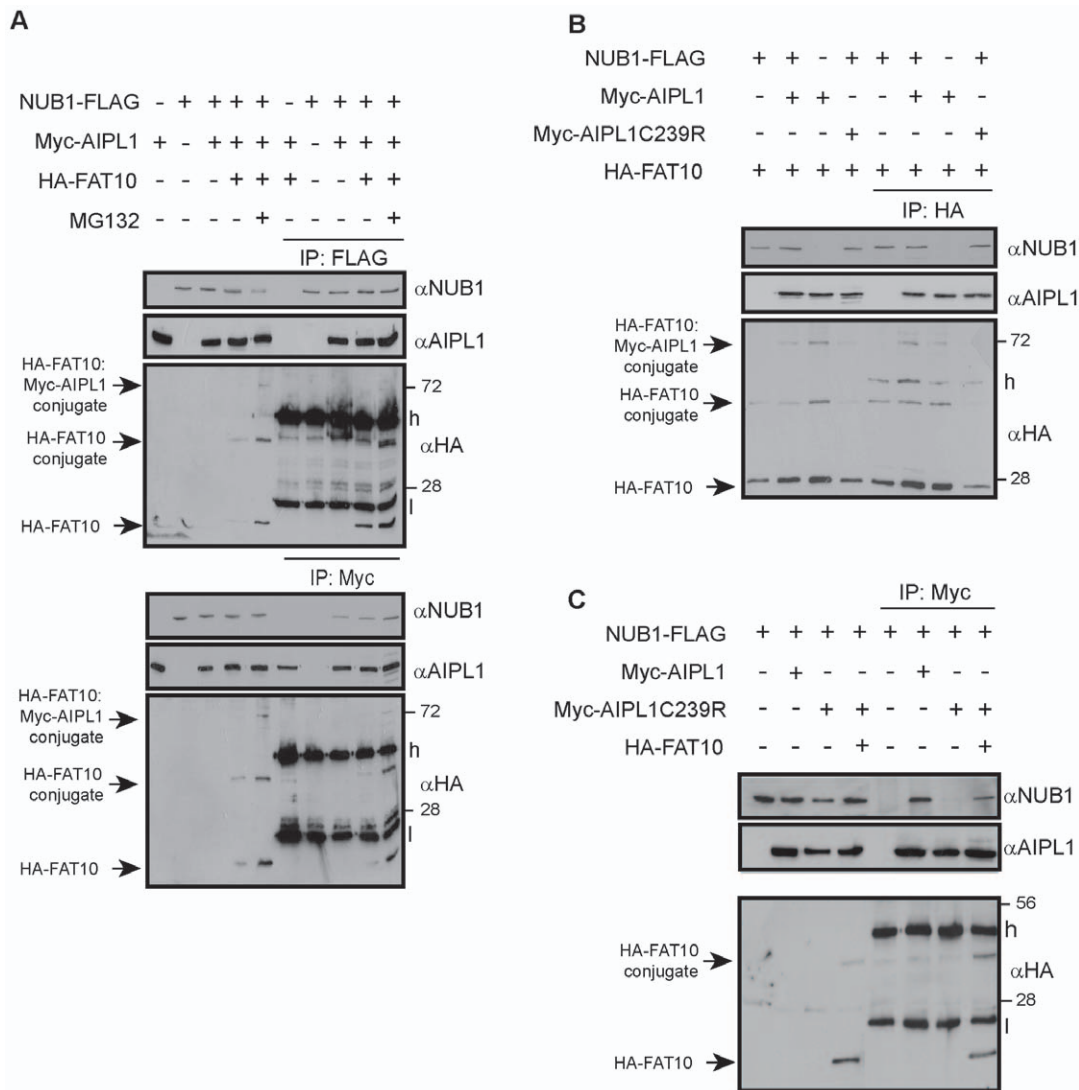 A
NUB1-FLAG - + + + + - + + + +
Myc-AIPL1 + - + + + + - + + +
HA-FAT10 - - - + + + - - + +
MG132 - - - - + - - - - +
IP: FLAG
αNUB1
αAIPL1
HA-FAT10:
Myc-AIPL1
conjugate
72
h
HA-FAT10
conjugate
αHA
28
l
HA-FAT10
IP: Myc
αNUB1
αAIPL1
HA-FAT10:
Myc-AIPL1
conjugate
72
h
HA-FAT10
conjugate
αHA
28
l
HA-FAT10
B
NUB1-FLAG + + - + + + - +
Myc-AIPL1 - + + - - + + -
Myc-AIPL1C239R - - - + - - - +
HA-FAT10 + + + + + + + +
IP: HA
αNUB1
αAIPL1
HA-FAT10:
Myc-AIPL1
conjugate
72
h
HA-FAT10
conjugate
αHA
28
HA-FAT10
C
IP: Myc
NUB1-FLAG + + + + + + + +
Myc-AIPL1 - + - - - + - -
Myc-AIPL1C239R - - + + - - + +
HA-FAT10 - - - + - - - +
αNUB1
αAIPL1
56
h
HA-FAT10
conjugate
αHA
28
l
HA-FAT10